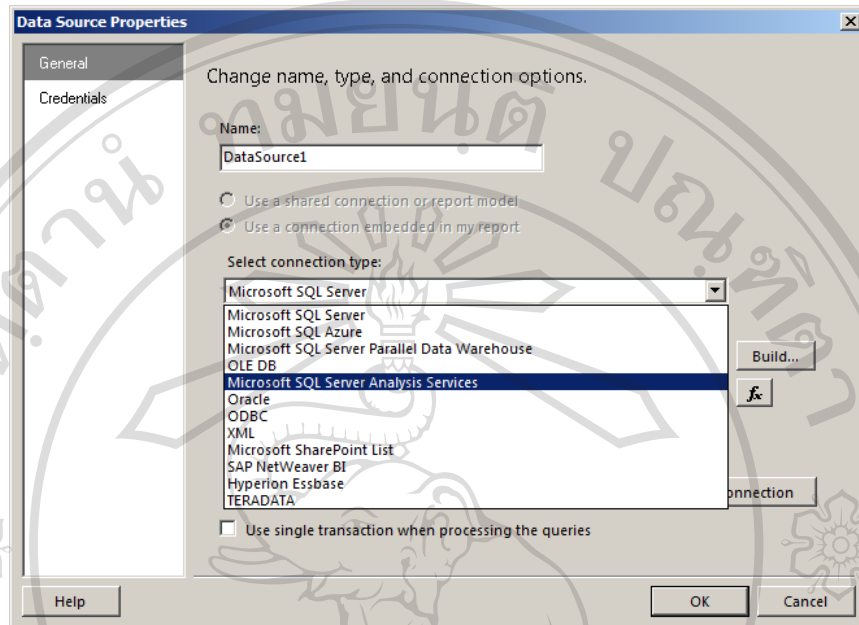 Data Source Properties
General
Credentials
Change name, type, and connection options.
Name:
DataSource1
Use a shared connection or report model
Use a connection embedded in my report
Select connection type:
Microsoft SQL Server
Microsoft SQL Server
Microsoft SQL Azure
Microsoft SQL Server Parallel Data Warehouse
OLE DB
Microsoft SQL Server Analysis Services
Oracle
ODBC
XML
Microsoft SharePoint List
SAP NetWeaver BI
Hyperion Essbase
TERADATA
Build...
fx
onnection
Use single transaction when processing the queries
Help
OK
Cancel